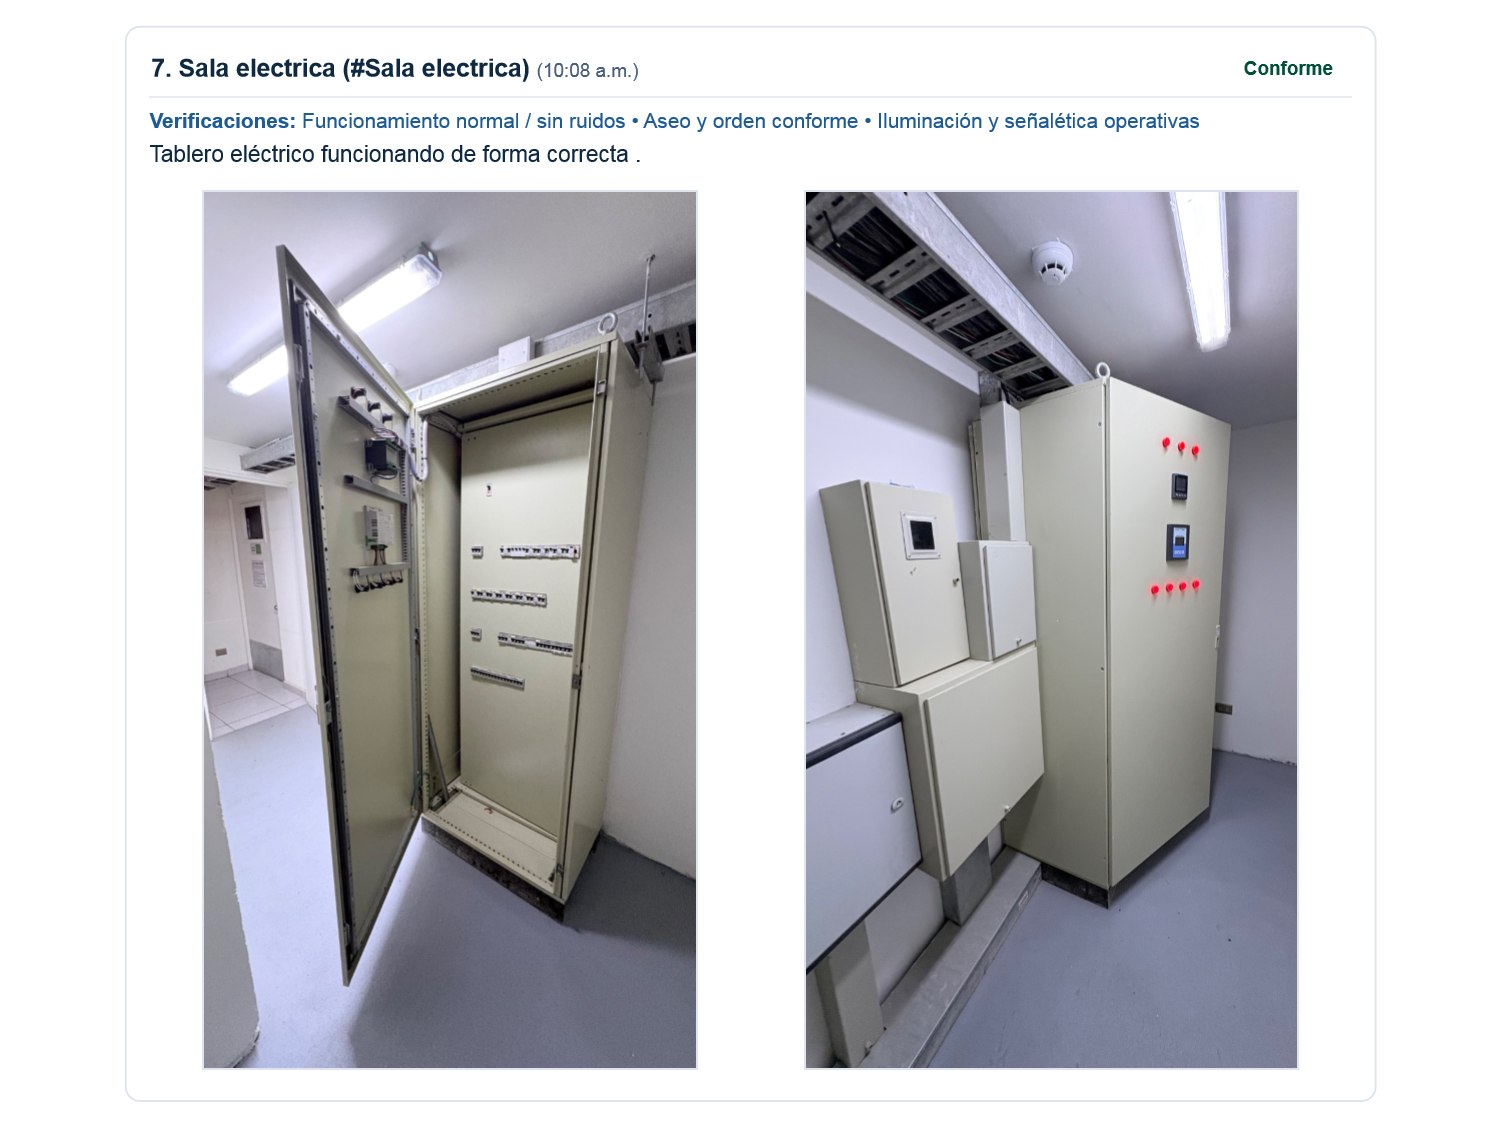 7. Sala electrica (#Sala electrica) (10:08 a.m.)
Conforme
Verificaciones: Funcionamiento normal / sin ruidos • Aseo y orden conforme • Iluminación y señalética operativas
Tablero eléctrico funcionando de forma correcta .